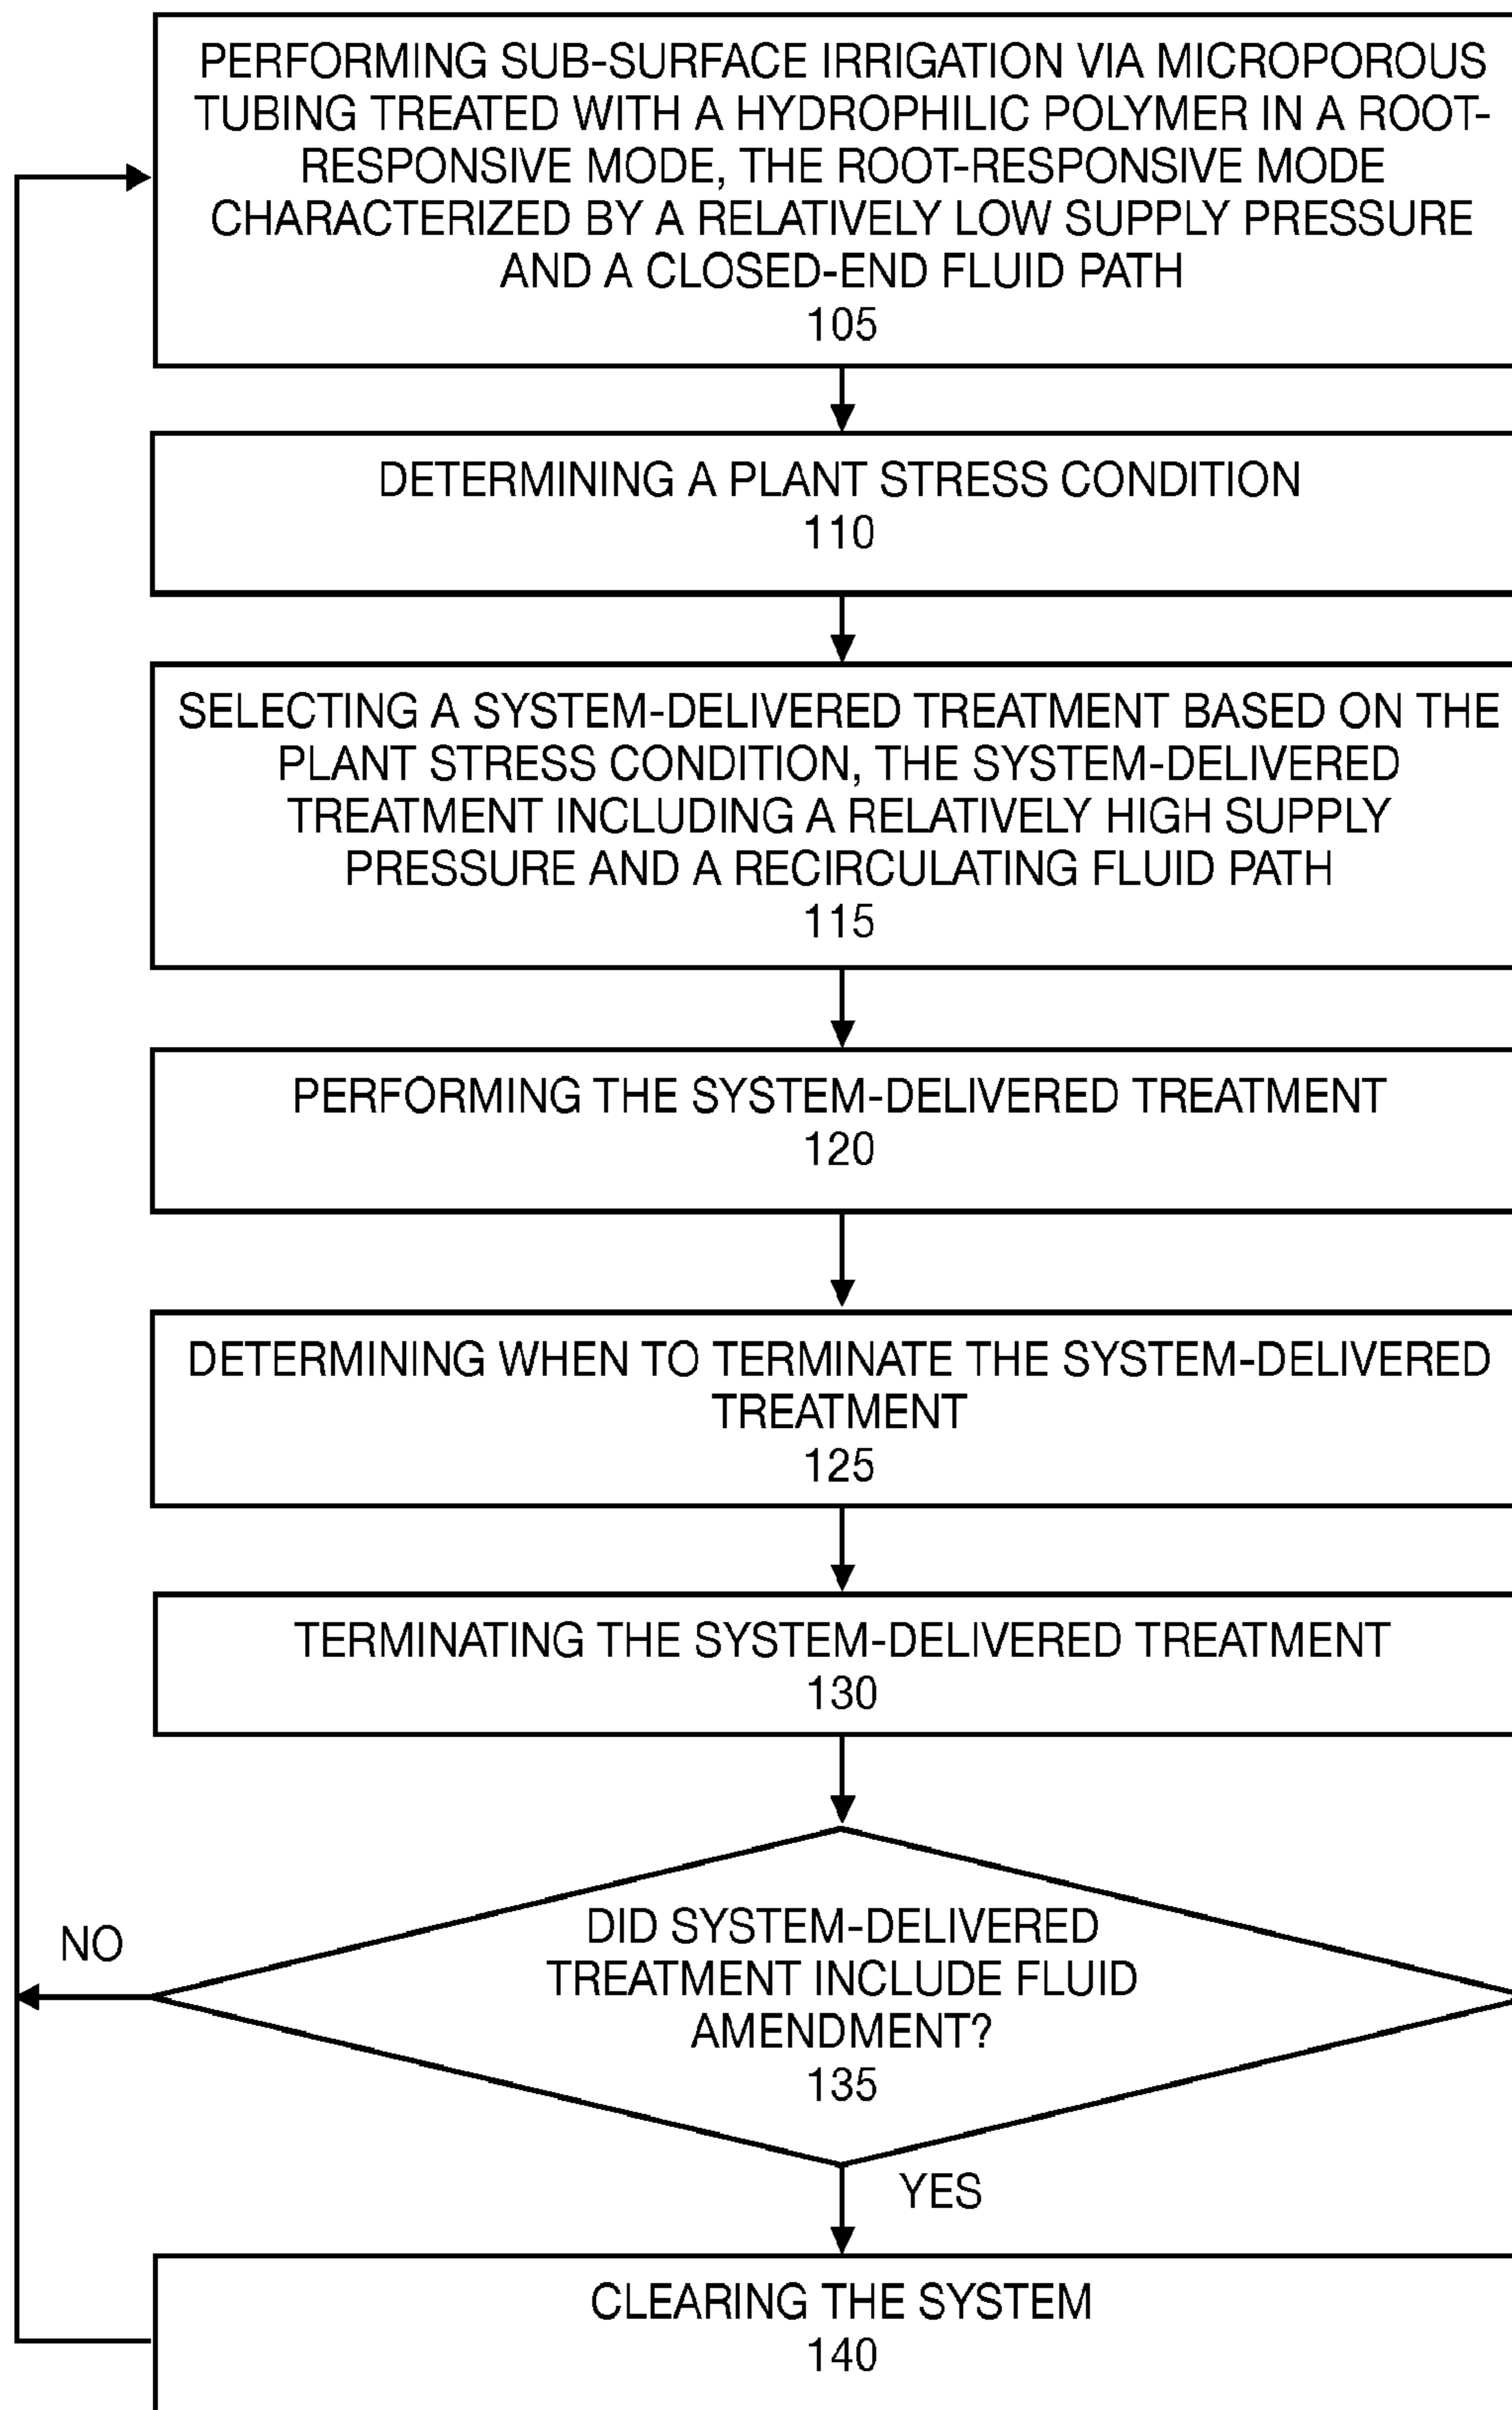 PERFORMING SUB-SURFACE IRRIGATION VIA MICROPOROUS
TUBING TREATED WITH A HYDROPHILIC POLYMER IN A ROOT-
RESPONSIVE MODE, THE ROOT-RESPONSIVE MODE
CHARACTERIZED BY A RELATIVELY LOW SUPPLY PRESSURE
AND A CLOSED-END FLUID PATH
105
DETERMINING A PLANT STRESS CONDITION
110
SELECTING A SYSTEM-DELIVERED TREATMENT BASED ON THE
PLANT STRESS CONDITION, THE SYSTEM-DELIVERED
TREATMENT INCLUDING A RELATIVELY HIGH SUPPLY
PRESSURE AND A RECIRCULATING FLUID PATH
115
PERFORMING THE SYSTEM-DELIVERED TREATMENT
120
DETERMINING WHEN TO TERMINATE THE SYSTEM-DELIVERED
TREATMENT
125
TERMINATING THE SYSTEM-DELIVERED TREATMENT
130
NO
DID SYSTEM-DELIVERED
TREATMENT INCLUDE FLUID
AMENDMENT?
135
YES
CLEARING THE SYSTEM
140